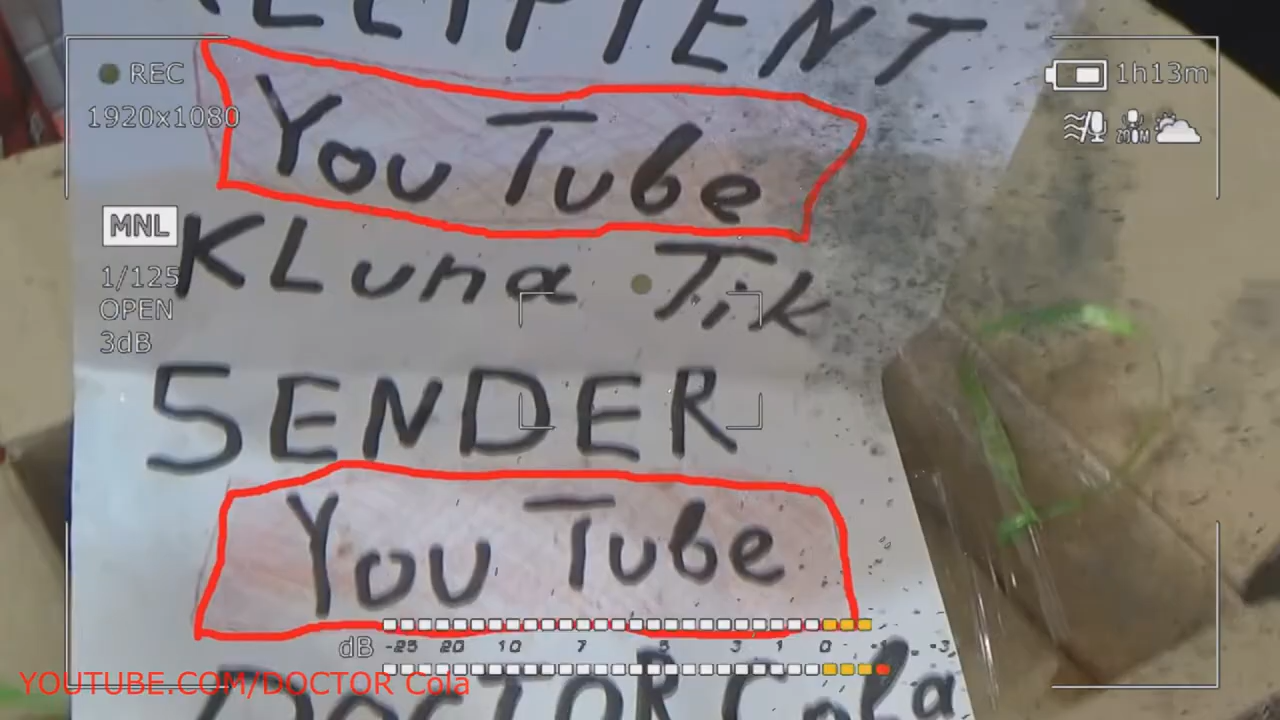 RECIPIENT
REC
1h13m
1920x1080
You Tube
ZOOM
MNL
KLuna Tik
1/125
OPEN
3dB
SENDER
You Tube
dB -25 20 10 7 5 3 1 0 -1 -3
DOCTOR Cola
YOUTUBE.COM/DOCTOR Cola